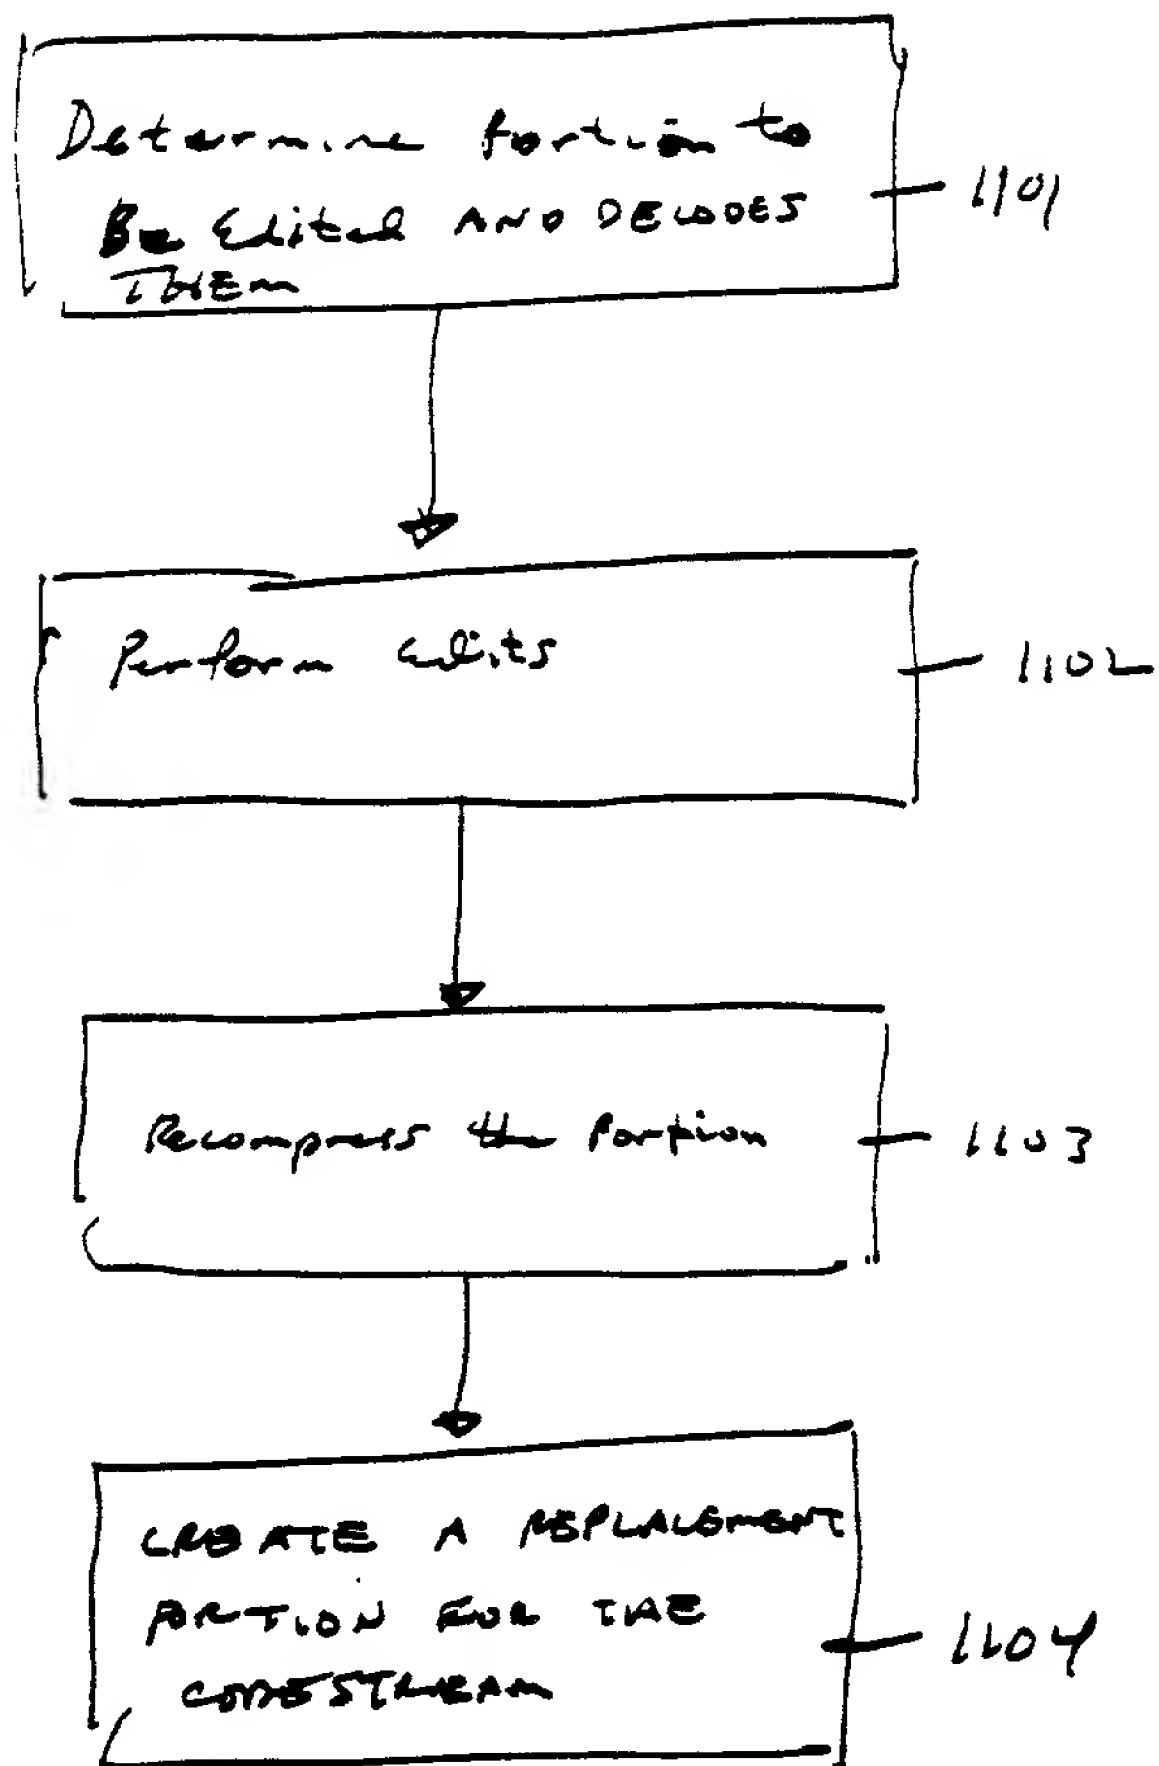 Determine Portion to
Be Edited AND DECODES
THEM
1101
Perform edits
1102
Recompress the Portion
1103
CREATE A REPLACEMENT
PORTION FOR THE
CODESTREAM
1104